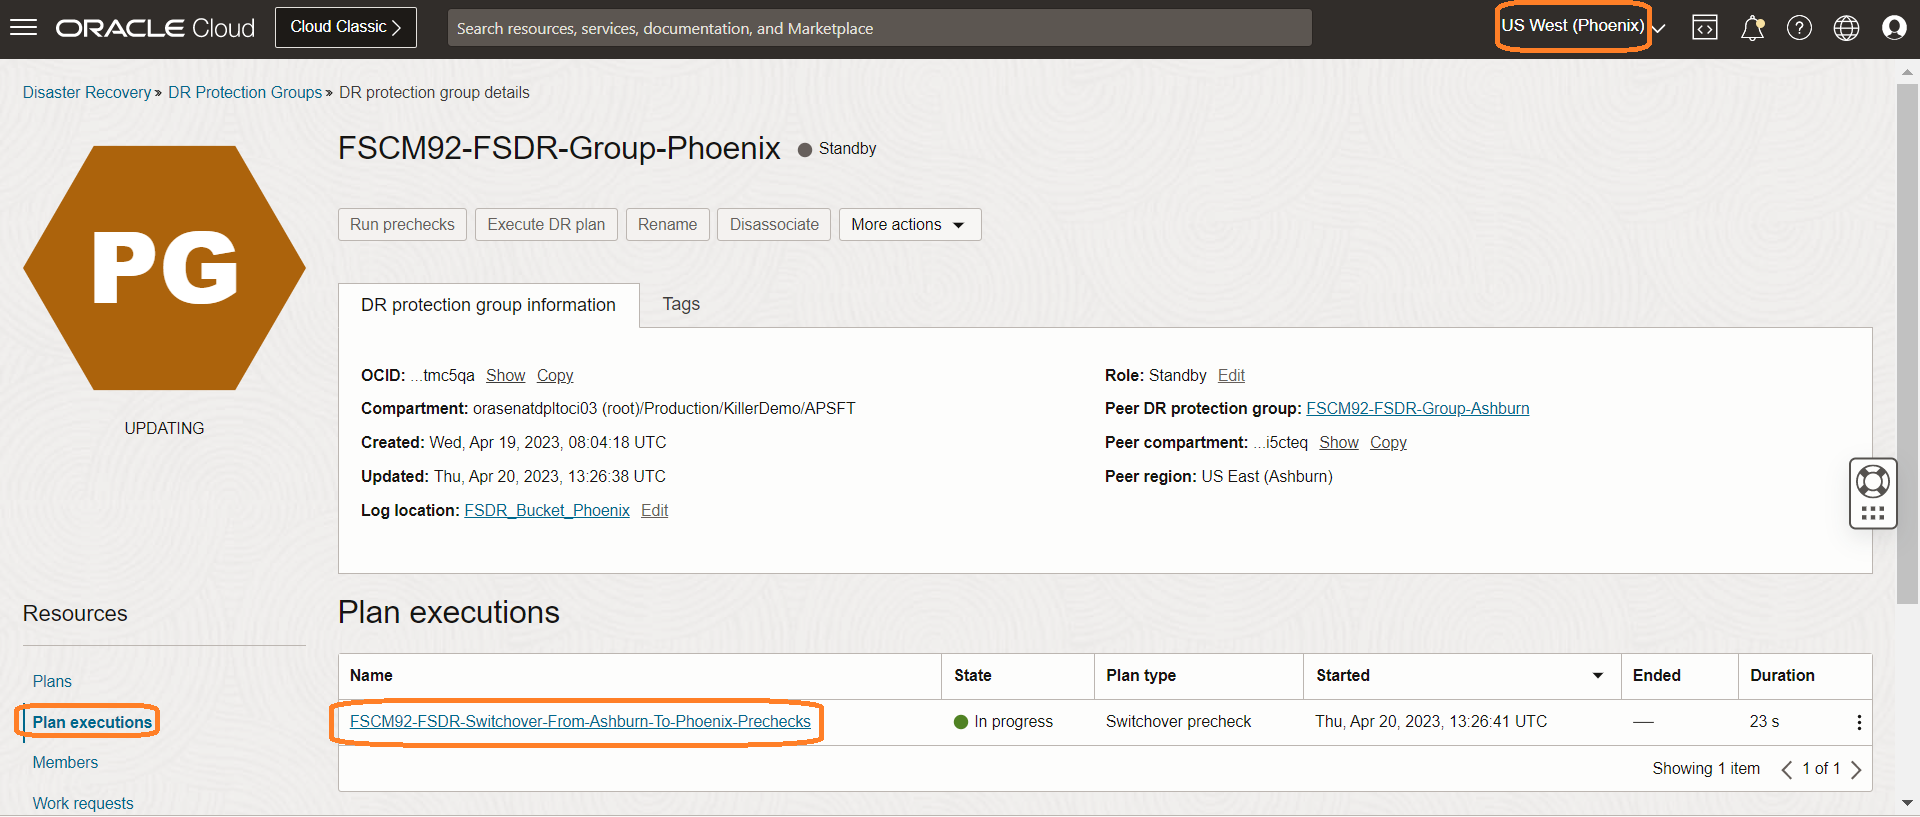 ORACLE Cloud
Cloud Classic
Search resources, services, documentation, and Marketplace
US West (Phoenix)
Disaster Recovery » DR Protection Groups » DR protection group details
PG
UPDATING
FSCM92-FSDR-Group-Phoenix
Standby
Run prechecks Execute DR plan Rename Disassociate More actions
DR protection group information Tags
OCID: ...tmc5qa Show Copy
Compartment: orasenatdpltoci03 (root)/Production/KillerDemo/APSFT
Created: Wed, Apr 19, 2023, 08:04:18 UTC
Updated: Thu, Apr 20, 2023, 13:26:38 UTC
Log location: FSDR_Bucket_Phoenix Edit
Role: Standby Edit
Peer DR protection group: FSCM92-FSDR-Group-Ashburn
Peer compartment: ...i5cteq Show Copy
Peer region: US East (Ashburn)
Resources
Plans
Plan executions
Members
Work requests
Plan executions
Name State Plan type Started Ended Duration
FSCM92-FSDR-Switchover-From-Ashburn-To-Phoenix-Prechecks In progress Switchover precheck Thu, Apr 20, 2023, 13:26:41 UTC — 23 s
Showing 1 item 1 of 1